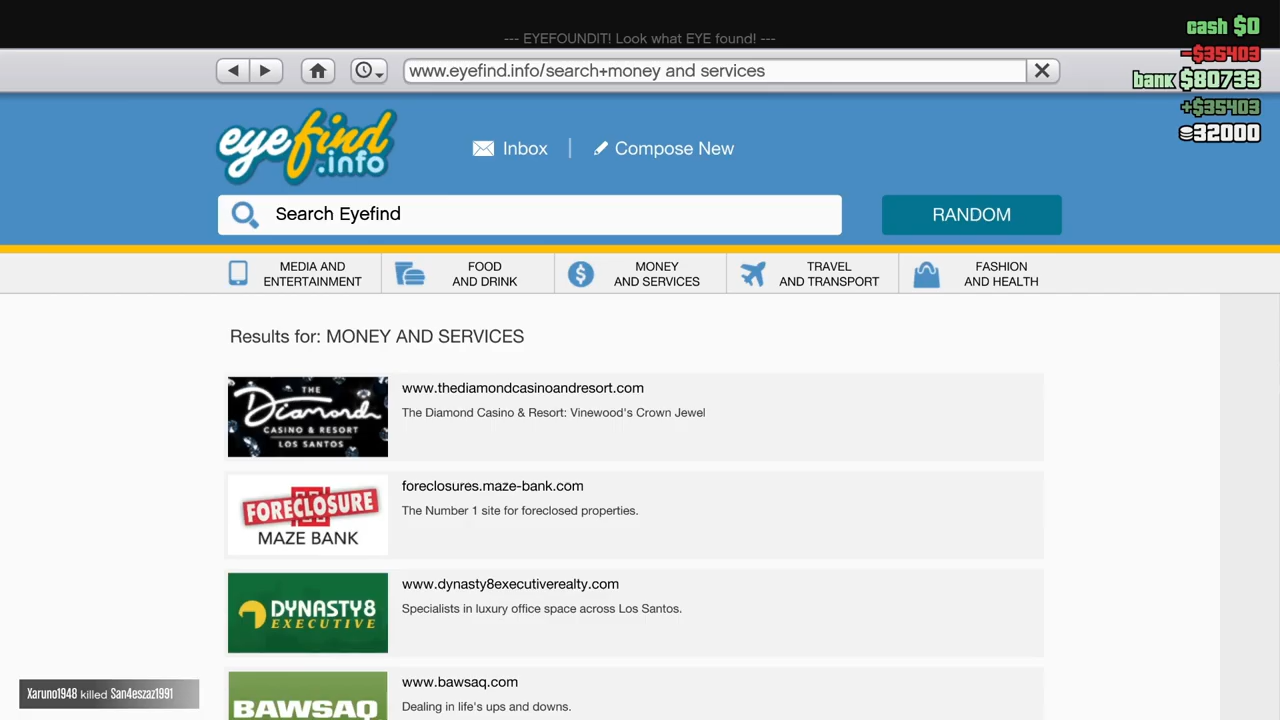 --- EYEFOUNDIT! Look what EYE found! ---
cash $0
-$35403
bank $80733
+$35403
32000
www.eyefind.info/search+money and services
eyefind
.info
Inbox
Compose New
Search Eyefind
RANDOM
MEDIA AND
ENTERTAINMENT
FOOD
AND DRINK
MONEY
AND SERVICES
TRAVEL
AND TRANSPORT
FASHION
AND HEALTH
Results for: MONEY AND SERVICES
THE
Diamond
CASINO & RESORT
LOS SANTOS
www.thediamondcasinoandresort.com
The Diamond Casino & Resort: Vinewood's Crown Jewel
FORECLOSURE
MAZE BANK
foreclosures.maze-bank.com
The Number 1 site for foreclosed properties.
DYNASTY8
EXECUTIVE
www.dynasty8executiverealty.com
Specialists in luxury office space across Los Santos.
BAWSAQ
www.bawsaq.com
Dealing in life's ups and downs.
Xaruno1948 killed San4eszaz1991